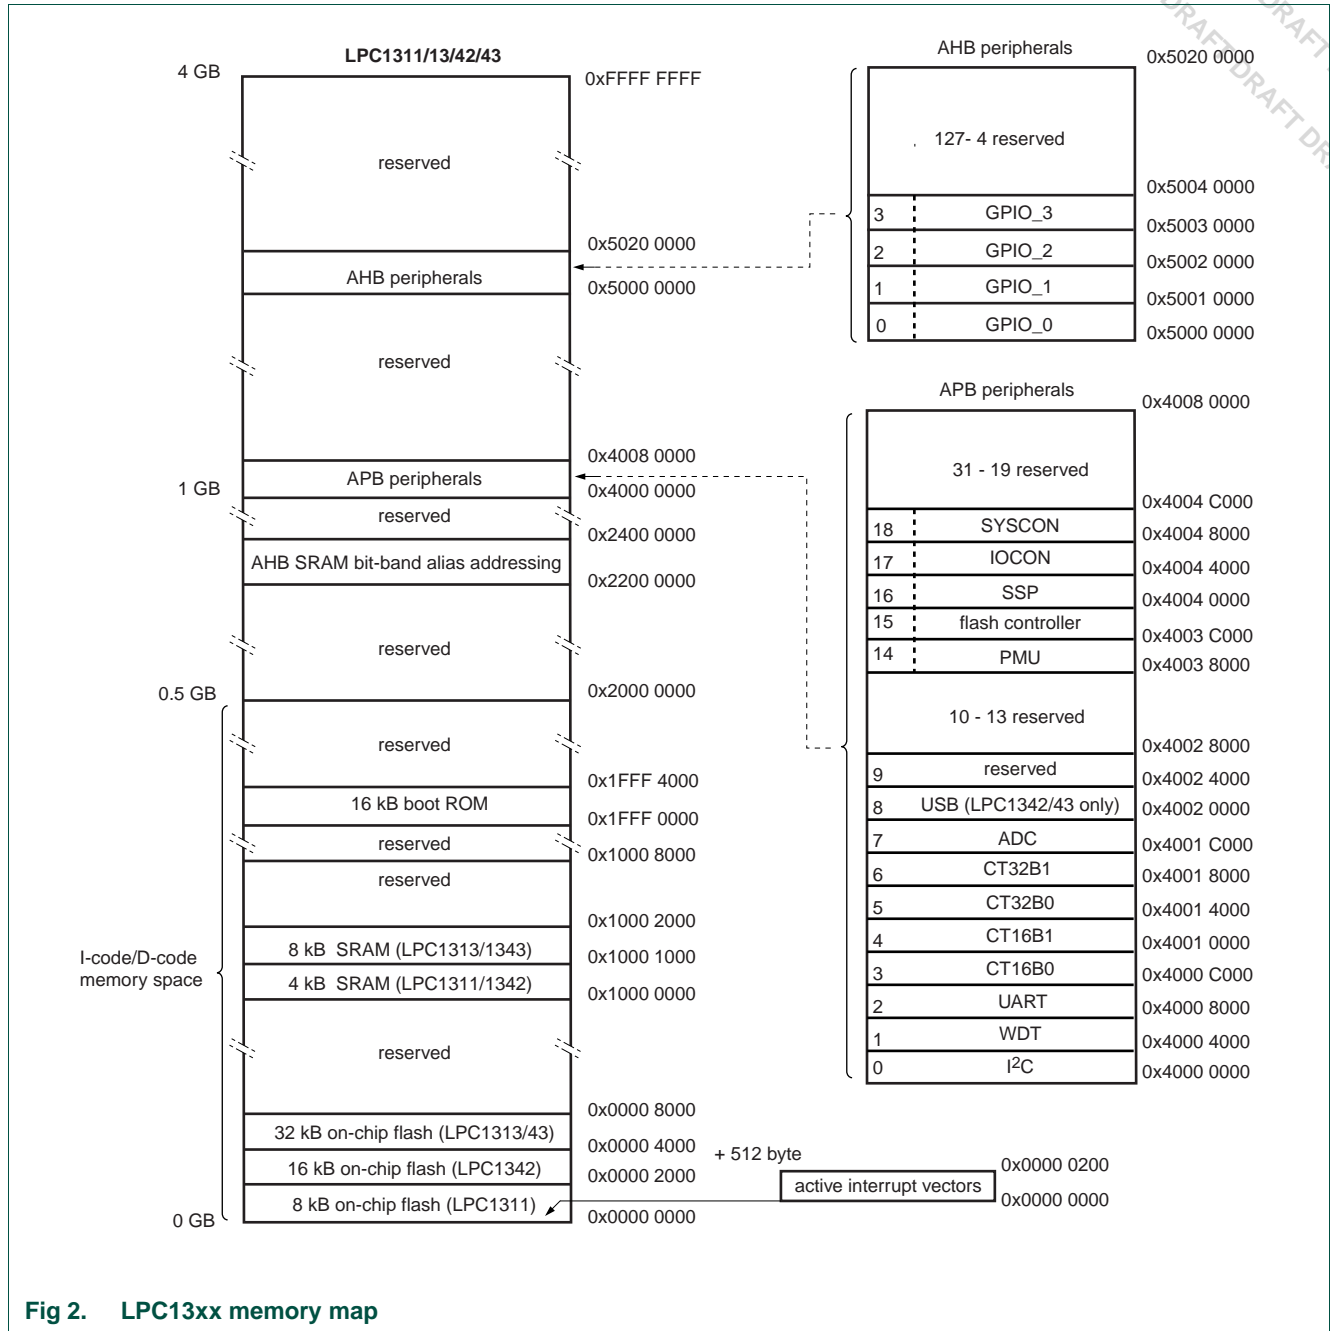 DRAFT
DRAFT
DRAFT
LPC1311/13/42/43
4 GB
0xFFFF FFFF
reserved
0x5020 0000
AHB peripherals
0x5000 0000
reserved
0x4008 0000
APB peripherals
1 GB
0x4000 0000
reserved
0x2400 0000
AHB SRAM bit-band alias addressing
0x2200 0000
reserved
0.5 GB
0x2000 0000
reserved
0x1FFF 4000
16 kB boot ROM
0x1FFF 0000
reserved
0x1000 8000
reserved
0x1000 2000
I-code/D-code
memory space
8 kB SRAM (LPC1313/1343)
0x1000 1000
4 kB SRAM (LPC1311/1342)
0x1000 0000
reserved
0x0000 8000
32 kB on-chip flash (LPC1313/43)
0x0000 4000
16 kB on-chip flash (LPC1342)
0x0000 2000
8 kB on-chip flash (LPC1311)
0 GB
0x0000 0000
+ 512 byte
0x0000 0200
active interrupt vectors
0x0000 0000
AHB peripherals
0x5020 0000
127- 4 reserved
0x5004 0000
3 GPIO_3
0x5003 0000
2 GPIO_2
0x5002 0000
1 GPIO_1
0x5001 0000
0 GPIO_0
0x5000 0000
APB peripherals
0x4008 0000
31 - 19 reserved
0x4004 C000
18 SYSCON
0x4004 8000
17 IOCON
0x4004 4000
16 SSP
0x4004 0000
15 flash controller
0x4003 C000
14 PMU
0x4003 8000
10 - 13 reserved
0x4002 8000
9 reserved
0x4002 4000
8 USB (LPC1342/43 only)
0x4002 0000
7 ADC
0x4001 C000
6 CT32B1
0x4001 8000
5 CT32B0
0x4001 4000
4 CT16B1
0x4001 0000
3 CT16B0
0x4000 C000
2 UART
0x4000 8000
1 WDT
0x4000 4000
0 I2C
0x4000 0000
Fig 2. LPC13xx memory map